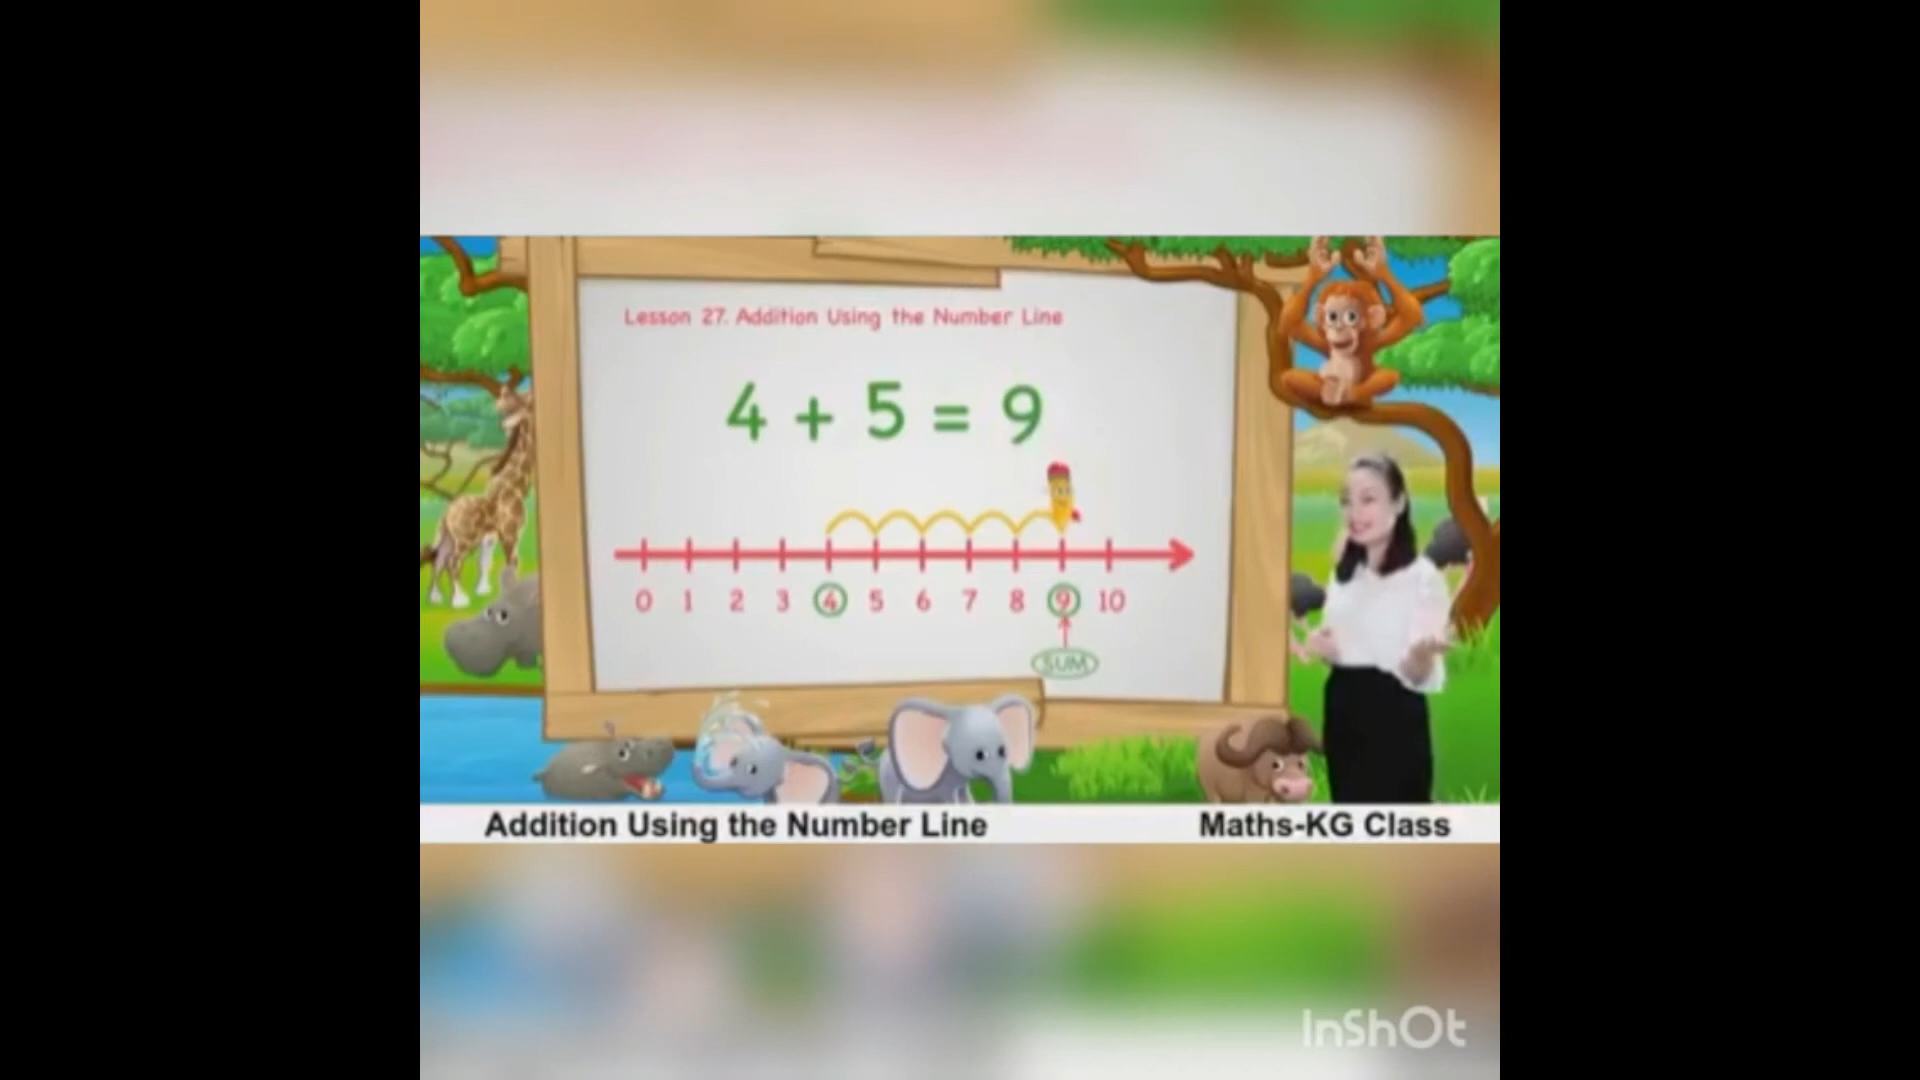 Lesson 27. Addition Using the Number Line
4 + 5 = 9
0 1 2 3 4 5 6 7 8 9 10
SUM
Addition Using the Number Line
Maths-KG Class
InShOt